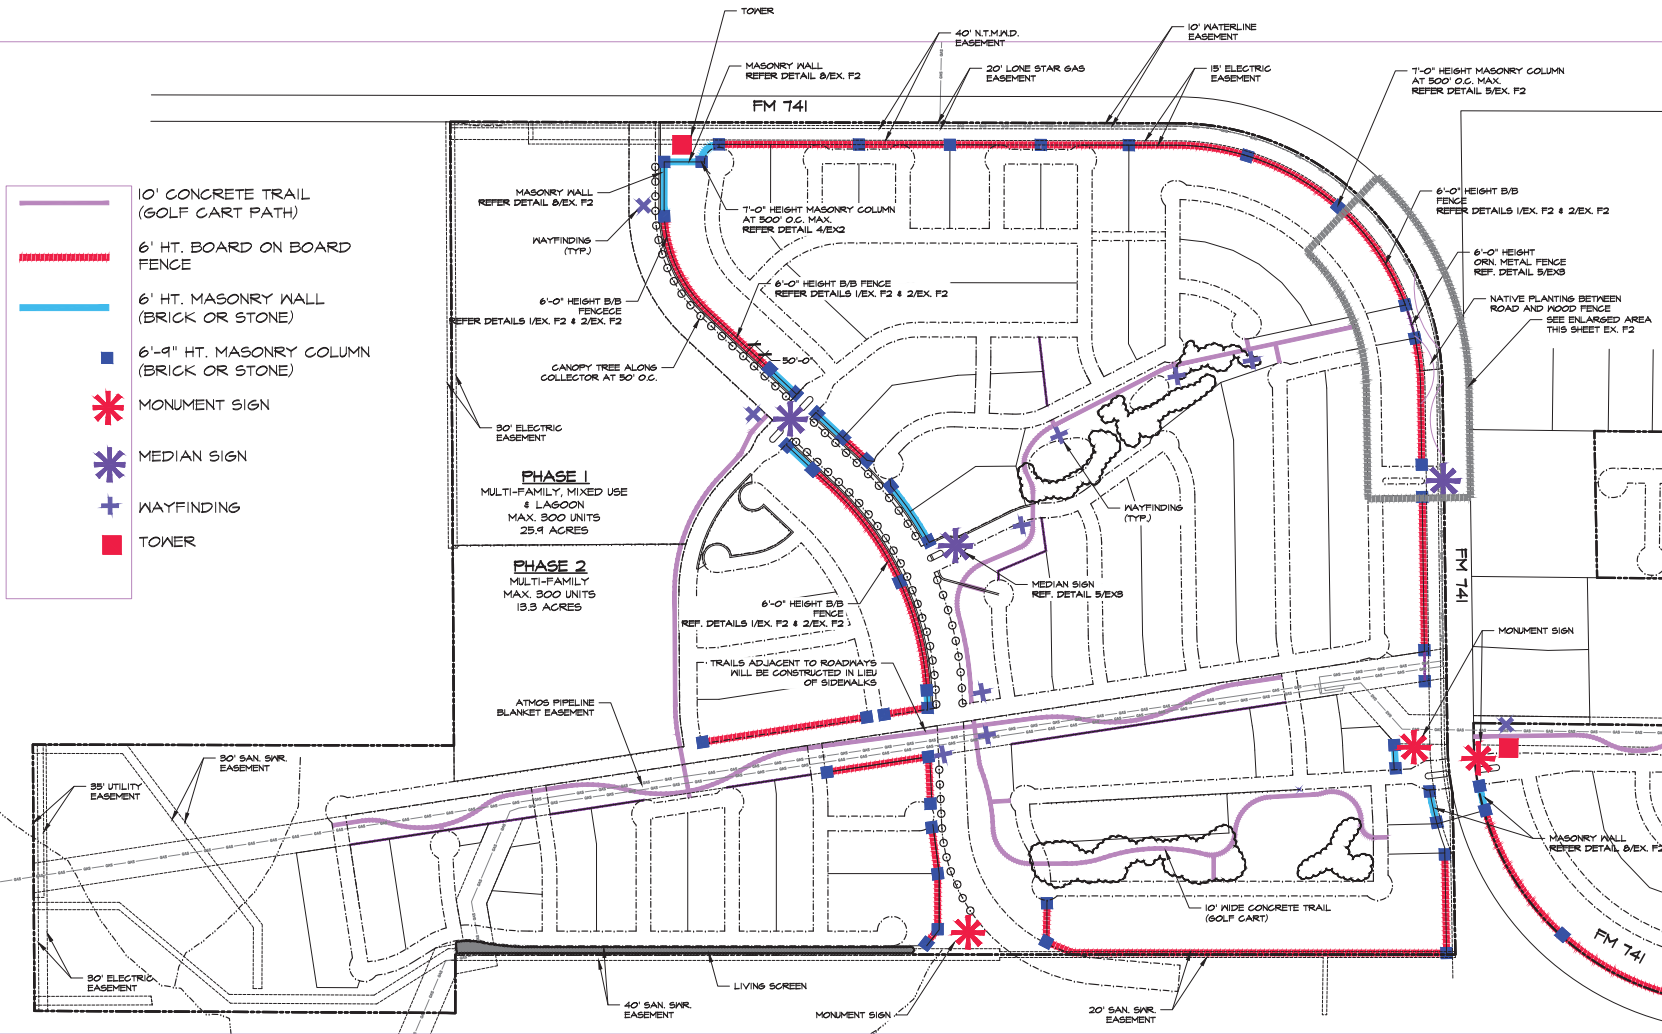 TOWER
40' N.T.M.W.D.
EASEMENT
10' WATERLINE
EASEMENT
MASONRY WALL
REFER DETAIL 8/EX. F2
20' LONE STAR GAS
EASEMENT
15' ELECTRIC
EASEMENT
7'-0" HEIGHT MASONRY COLUMN
AT 500' O.C. MAX.
REFER DETAIL 5/EX. F2
FM 741
10' CONCRETE TRAIL
(GOLF CART PATH)
6' HT. BOARD ON BOARD
FENCE
6' HT. MASONRY WALL
(BRICK OR STONE)
6'-9" HT. MASONRY COLUMN
(BRICK OR STONE)
MONUMENT SIGN
MEDIAN SIGN
WAYFINDING
TOWER
MASONRY WALL
REFER DETAIL 8/EX. F2
7'-0" HEIGHT MASONRY COLUMN
AT 500' O.C. MAX.
REFER DETAIL 4/EX2
6'-0" HEIGHT B/B
FENCE
REFER DETAILS 1/EX. F2 & 2/EX. F2
WAYFINDING
(TYP.)
6'-0" HEIGHT
ORN. METAL FENCE
REF. DETAIL 5/EX3
6'-0" HEIGHT B/B FENCE
REFER DETAILS 1/EX. F2 & 2/EX. F2
6'-0" HEIGHT B/B
FENCECE
REFER DETAILS 1/EX. F2 & 2/EX. F2
NATIVE PLANTING BETWEEN
ROAD AND WOOD FENCE
SEE ENLARGED AREA
THIS SHEET EX. F2
50'-0"
CANOPY TREE ALONG
COLLECTOR AT 50' O.C.
30' ELECTRIC
EASEMENT
PHASE 1
MULTI-FAMILY, MIXED USE
& LAGOON
MAX. 300 UNITS
25.9 ACRES
WAYFINDING
(TYP.)
PHASE 2
MULTI-FAMILY
MAX. 300 UNITS
13.3 ACRES
FM 741
MEDIAN SIGN
REF. DETAIL 5/EX3
6'-0" HEIGHT B/B
FENCE
REF. DETAILS 1/EX. F2 & 2/EX. F2
MONUMENT SIGN
TRAILS ADJACENT TO ROADWAYS
WILL BE CONSTRUCTED IN LIEU
OF SIDEWALKS
ATMOS PIPELINE
BLANKET EASEMENT
30' SAN. SWR.
EASEMENT
35' UTILITY
EASEMENT
MASONRY WALL
REFER DETAIL 8/EX. F2
10' WIDE CONCRETE TRAIL
(GOLF CART)
FM 741
30' ELECTRIC
EASEMENT
LIVING SCREEN
40' SAN. SWR.
EASEMENT
MONUMENT SIGN
20' SAN. SWR.
EASEMENT